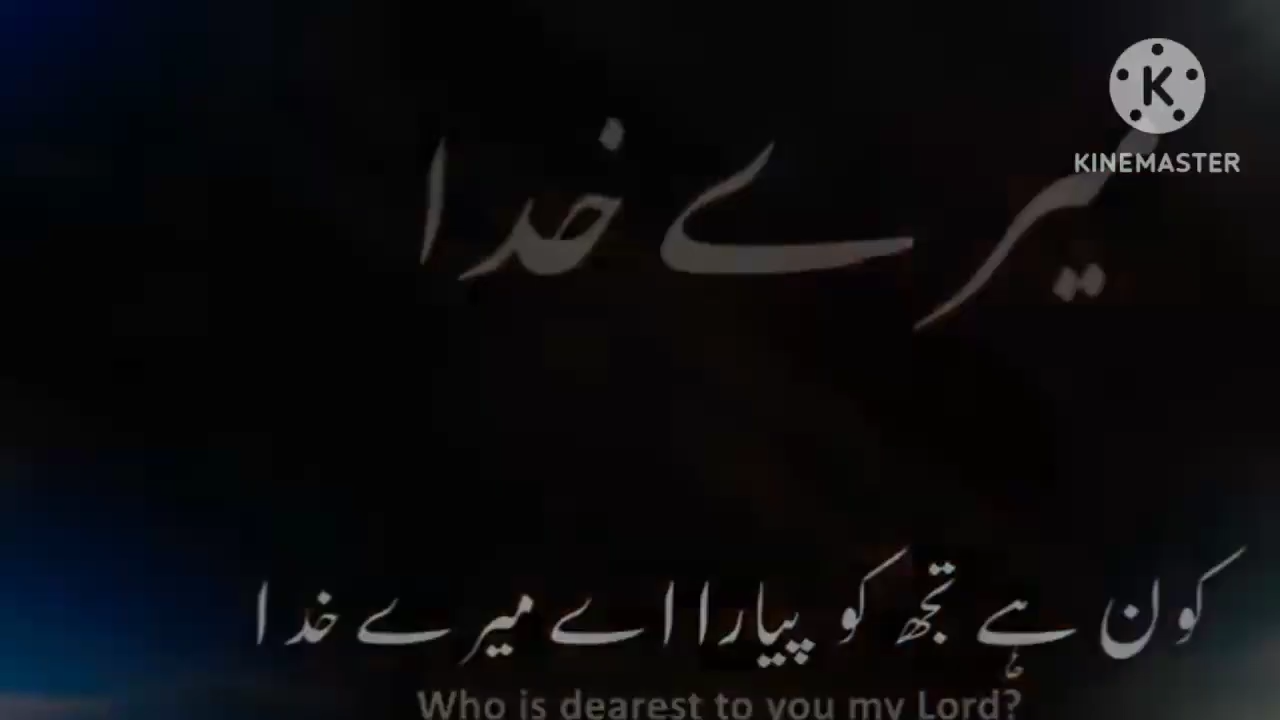 K
KINEMASTER
میرے خدا
کون ہے تجھ کو پیارا اے میرے خدا
Who is dearest to you my Lord?